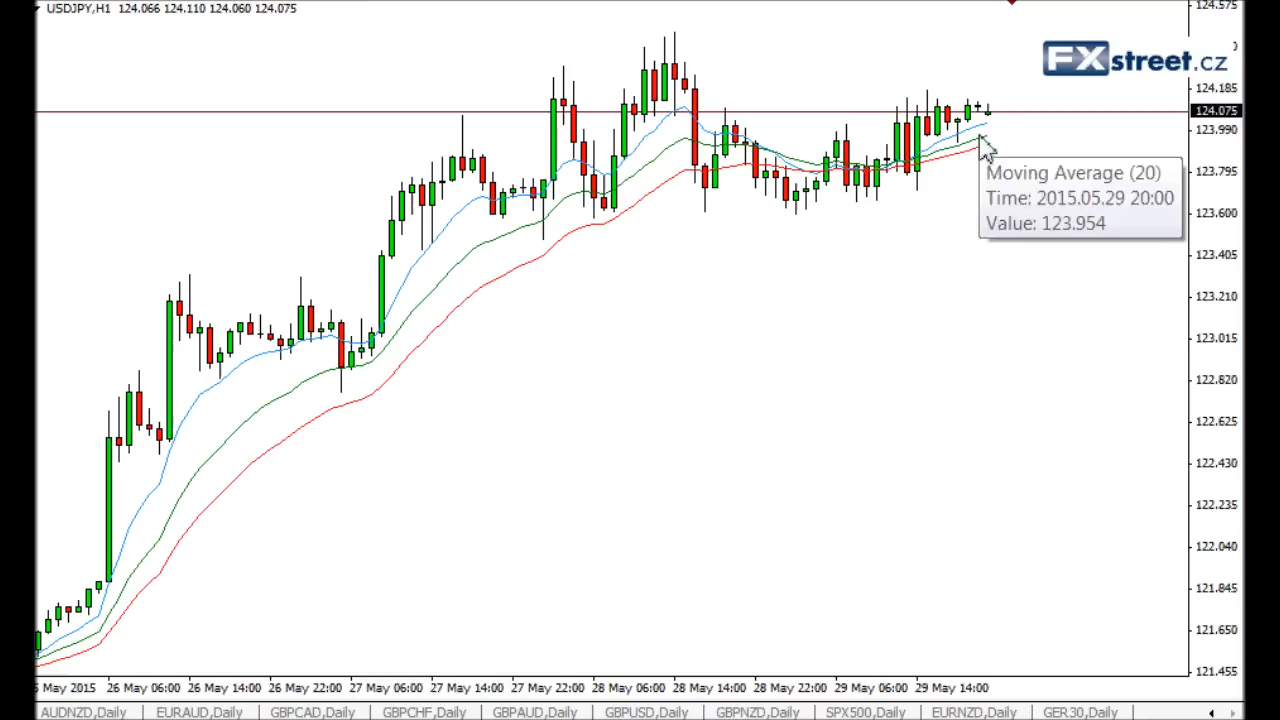 USDJPY,H1 124.066 124.110 124.060 124.075
FXstreet.cz
124.575
124.185
124.075
123.990
123.795
123.600
123.405
123.210
123.015
122.820
122.625
122.430
122.235
122.040
121.845
121.650
121.455
Moving Average (20)
Time: 2015.05.29 20:00
Value: 123.954
May 2015 26 May 06:00 26 May 14:00 26 May 22:00 27 May 06:00 27 May 14:00 27 May 22:00 28 May 06:00 28 May 14:00 28 May 22:00 29 May 06:00 29 May 14:00
AUDNZD,Daily EURAUD,Daily GBPCAD,Daily GBPCHF,Daily GBPAUD,Daily GBPUSD,Daily GBPNZD,Daily SPX500,Daily EURNZD,Daily GER30,Daily